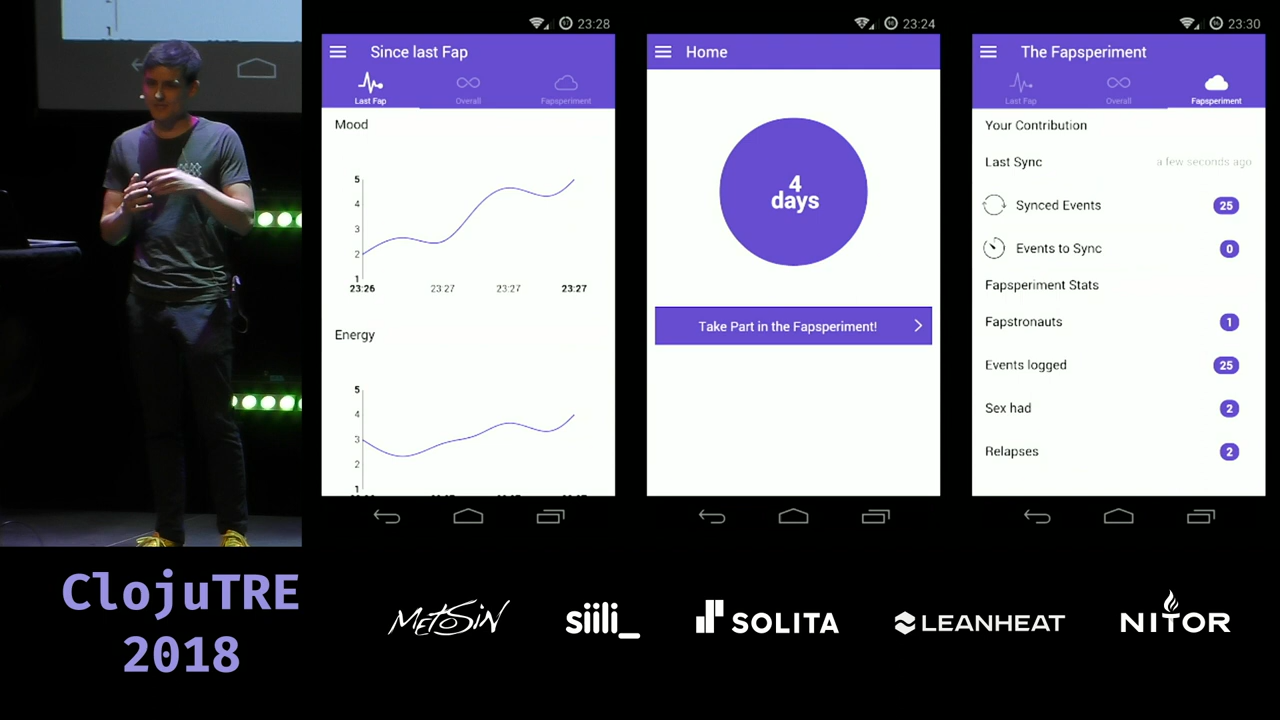 23:28
Since last Fap
Last Fap
Overall
Fapsperiment
Mood
5
4
3
2
1
23:26 23:27 23:27 23:27
Energy
5
4
3
2
1
23:24
Home
4
days
Take Part in the Fapsperiment!
23:30
The Fapsperiment
Last Fap
Overall
Fapsperiment
Your Contribution
Last Sync a few seconds ago
Synced Events 25
Events to Sync 0
Fapsperiment Stats
Fapstronauts 1
Events logged 25
Sex had 2
Relapses 2
ClojuTRE
2018
METOSIN
siili_
SOLITA
LEANHEAT
NITOR